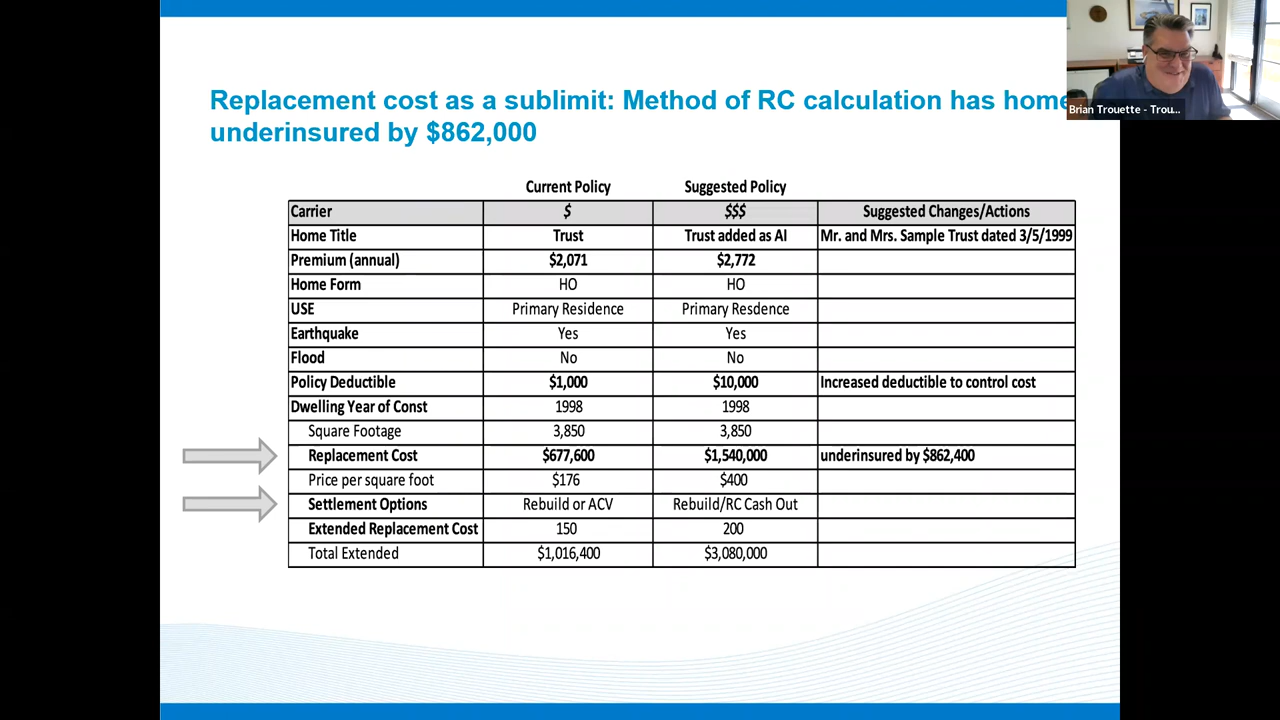 Replacement cost as a sublimit: Method of RC calculation has home
underinsured by $862,000
Brian Trouette - Trou...
Current Policy Suggested Policy
Carrier $ $$$ Suggested Changes/Actions
Home Title Trust Trust added as AI Mr. and Mrs. Sample Trust dated 3/5/1999
Premium (annual) $2,071 $2,772
Home Form HO HO
USE Primary Residence Primary Resdence
Earthquake Yes Yes
Flood No No
Policy Deductible $1,000 $10,000 Increased deductible to control cost
Dwelling Year of Const 1998 1998
Square Footage 3,850 3,850
Replacement Cost $677,600 $1,540,000 underinsured by $862,400
Price per square foot $176 $400
Settlement Options Rebuild or ACV Rebuild/RC Cash Out
Extended Replacement Cost 150 200
Total Extended $1,016,400 $3,080,000